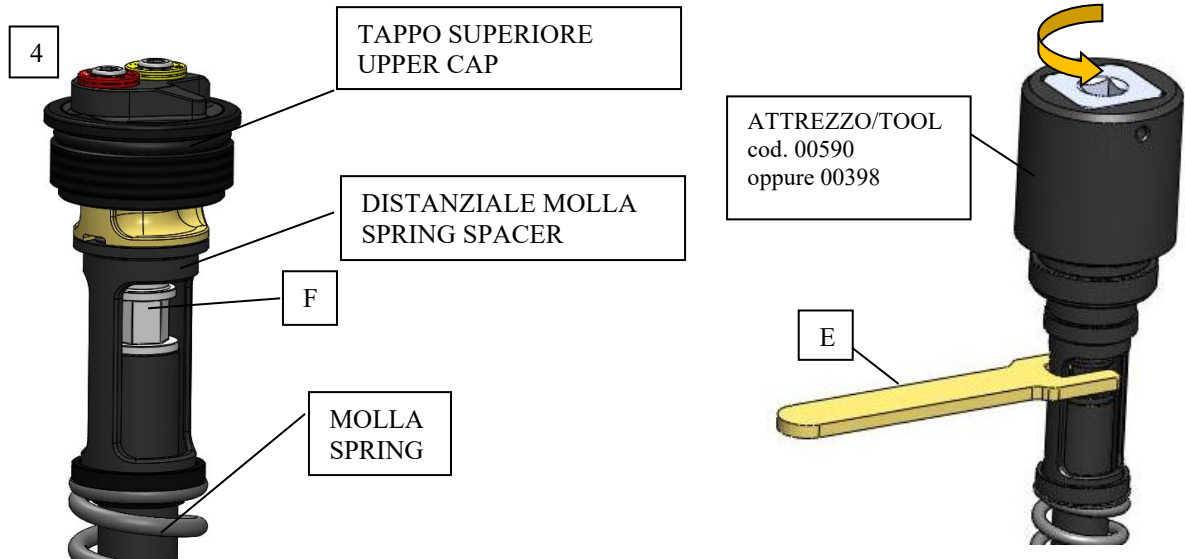 4
TAPPO SUPERIORE
UPPER CAP
DISTANZIALE MOLLA
SPRING SPACER
F
MOLLA
SPRING
ATTREZZO/TOOL
cod. 00590
oppure 00398
E